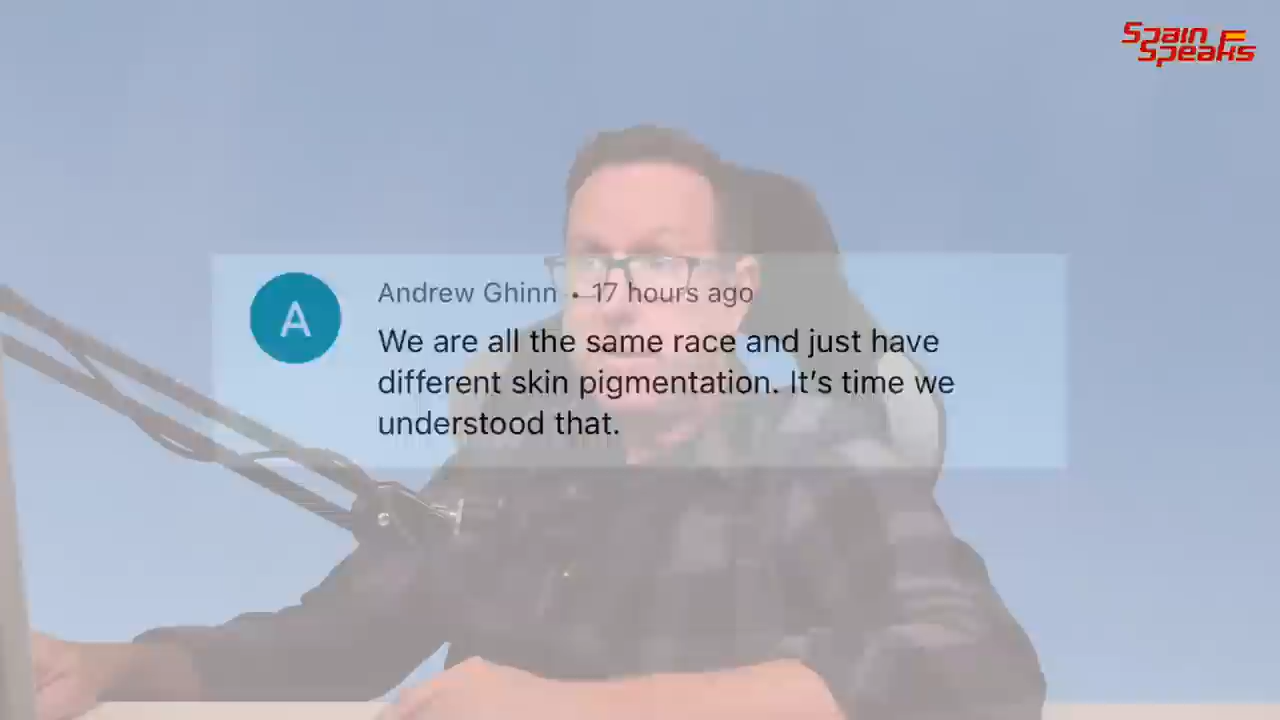 Spain
Speaks
A
Andrew Ghinn • 17 hours ago
We are all the same race and just have
different skin pigmentation. It’s time we
understood that.